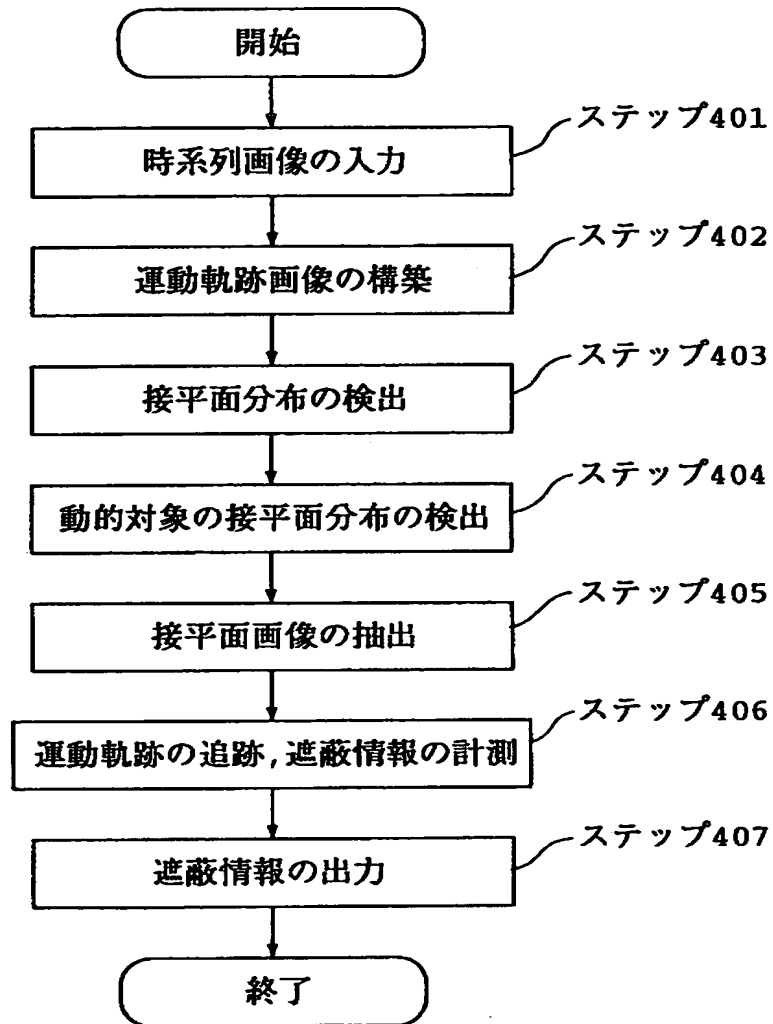 開始
ステップ401
時系列画像の入力
ステップ402
運動軌跡画像の構築
ステップ403
接平面分布の検出
ステップ404
動的対象の接平面分布の検出
ステップ405
接平面画像の抽出
ステップ406
運動軌跡の追跡,遮蔽情報の計測
ステップ407
遮蔽情報の出力
終了